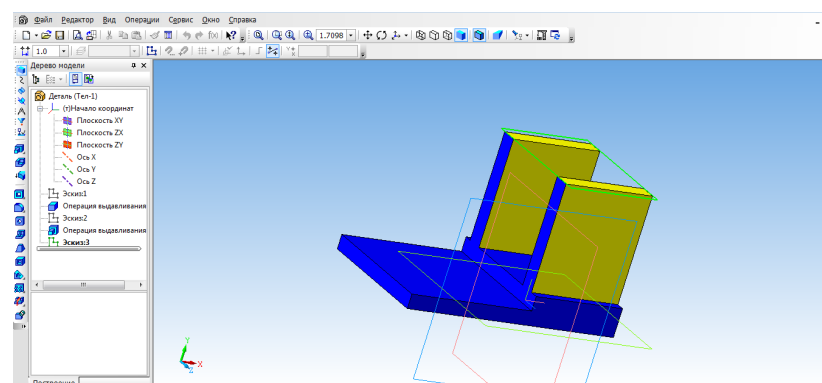 Файл Редактор Вид Операции Сервис Окно Справка
f(x) 1.7098
1.0
Дерево модели
Деталь (Тел-1)
(т)Начало координат
Плоскость XY
Плоскость ZX
Плоскость ZY
Ось X
Ось Y
Ось Z
Эскиз:1
Операция выдавливания
Эскиз:2
Операция выдавливания
Эскиз:3
Построение
Y
X
Z